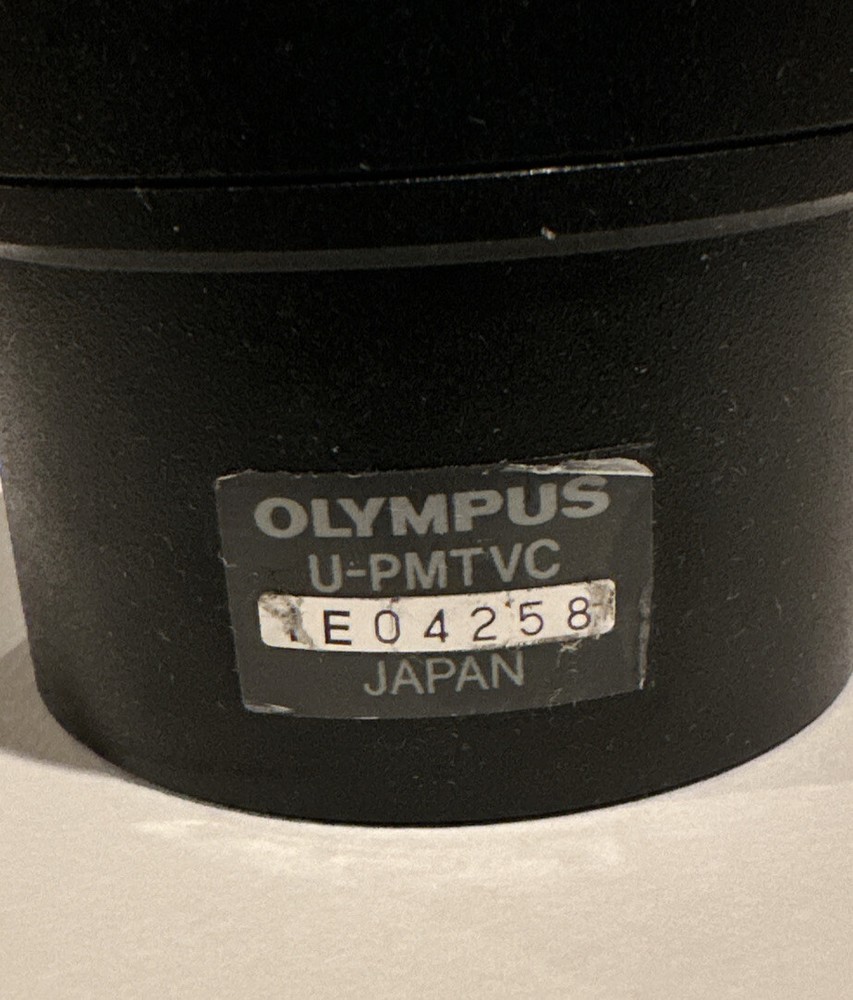 OLYMPUS
U-PMTVC
E04258
JAPAN